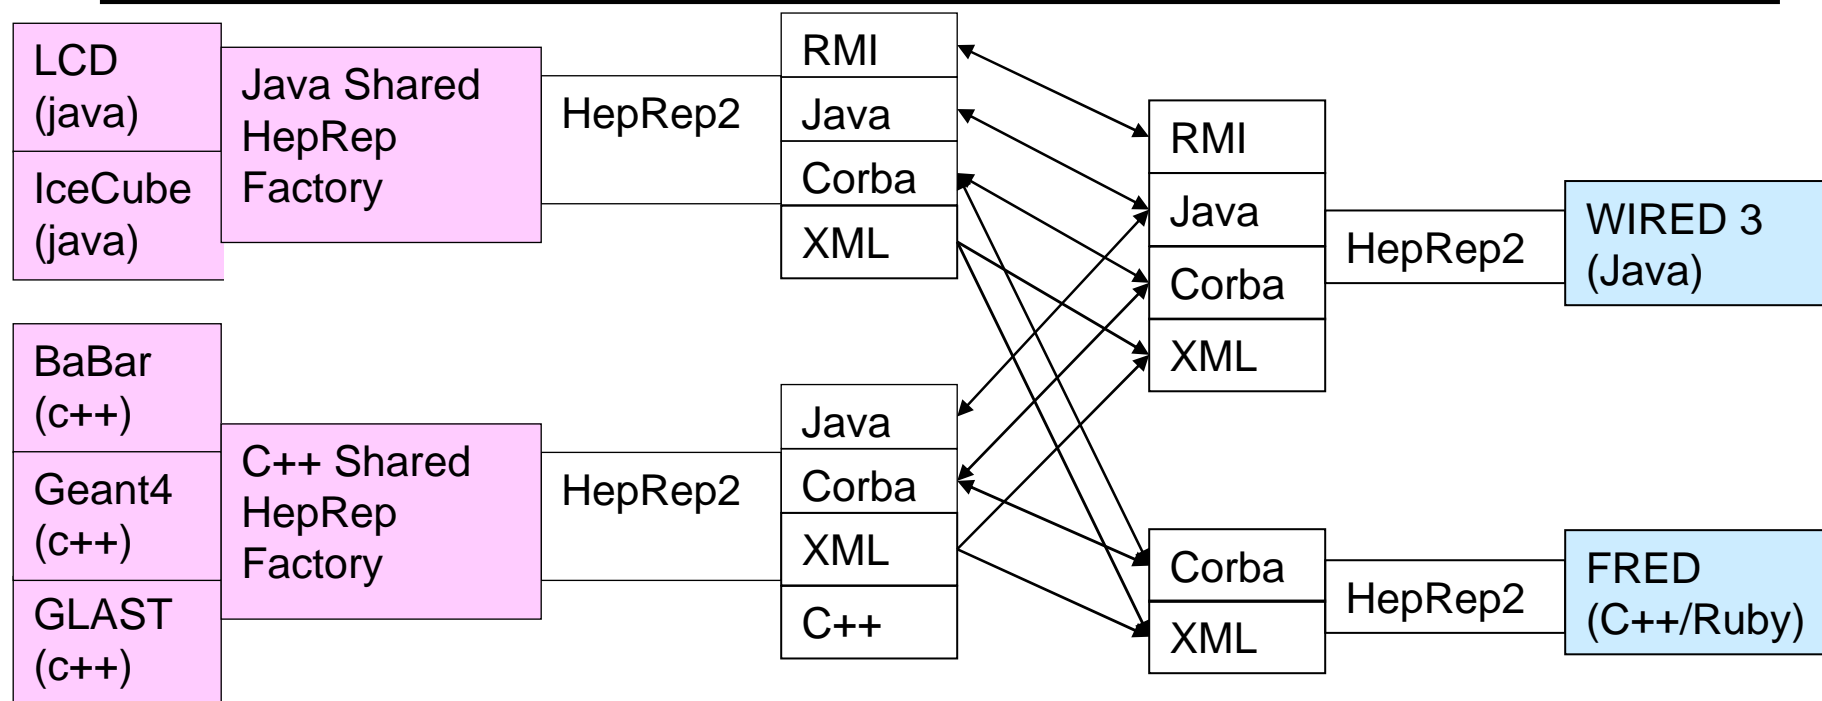 LCD
(java)
IceCube
(java)
Java Shared
HepRep
Factory
HepRep2
RMI
Java
Corba
XML
BaBar
(c++)
Geant4
(c++)
GLAST
(c++)
C++ Shared
HepRep
Factory
HepRep2
Java
Corba
XML
C++
RMI
Java
Corba
XML
HepRep2
WIRED 3
(Java)
Corba
XML
HepRep2
FRED
(C++/Ruby)